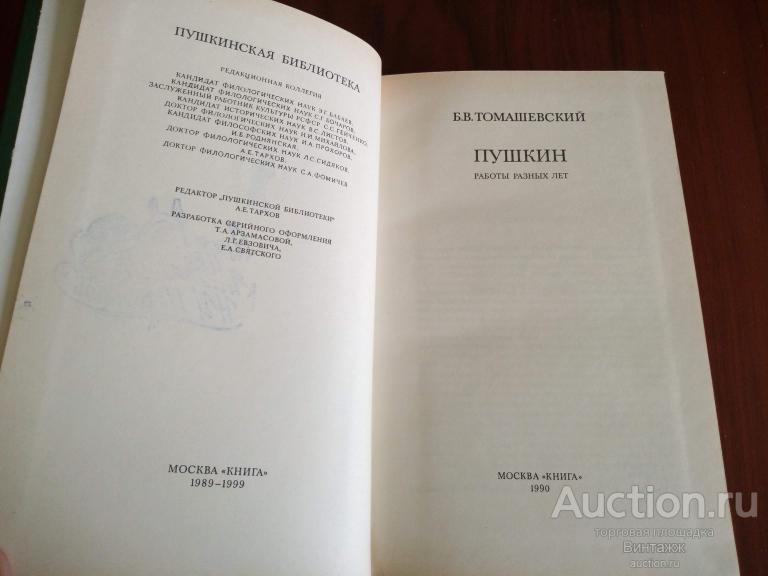 ПУШКИНСКАЯ БИБЛИОТЕКА
РЕДАКЦИОННАЯ КОЛЛЕГИЯ
КАНДИДАТ ФИЛОЛОГИЧЕСКИХ НАУК Э.Г. БАБАЕВ,
КАНДИДАТ ФИЛОЛОГИЧЕСКИХ НАУК С.Г. БОЧАРОВ,
ЗАСЛУЖЕННЫЙ РАБОТНИК КУЛЬТУРЫ РСФСР С.С. ГЕЙЧЕНКО,
КАНДИДАТ ИСТОРИЧЕСКИХ НАУК В.С. ЛИСТОВ,
ДОКТОР ФИЛОЛОГИЧЕСКИХ НАУК Н.И. МИХАЙЛОВА,
КАНДИДАТ ФИЛОСОФСКИХ НАУК И.А. ПРОХОРОВ,
И.Б. РОДНЯНСКАЯ,
ДОКТОР ФИЛОЛОГИЧЕСКИХ НАУК Л.С. СИДЯКОВ,
А.Е. ТАРХОВ,
ДОКТОР ФИЛОЛОГИЧЕСКИХ НАУК С.А. ФОМИЧЕВ
РЕДАКТОР „ПУШКИНСКОЙ БИБЛИОТЕКИ"
А.Е. ТАРХОВ
РАЗРАБОТКА СЕРИЙНОГО ОФОРМЛЕНИЯ
Т.А. АРЗАМАСОВОЙ,
Л.Г. ЕВЗОВИЧА,
Е.А. СВЯТСКОГО
МОСКВА «КНИГА»
1989–1999
Б.В. ТОМАШЕВСКИЙ
ПУШКИН
РАБОТЫ РАЗНЫХ ЛЕТ
МОСКВА «КНИГА»
1990
Auction.ru
торговая площадка
Винтажк
auction.ru